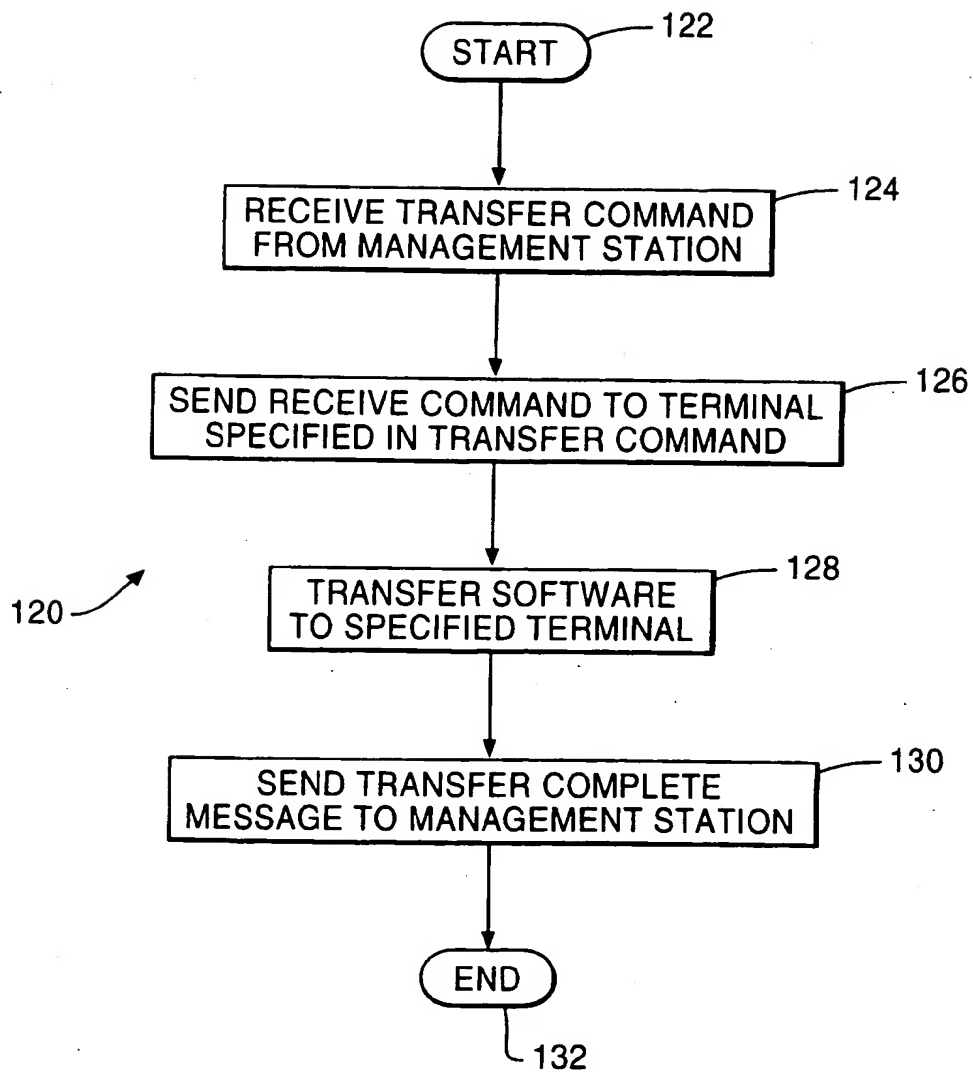 START
122
RECEIVE TRANSFER COMMAND
FROM MANAGEMENT STATION
124
SEND RECEIVE COMMAND TO TERMINAL
SPECIFIED IN TRANSFER COMMAND
126
120
TRANSFER SOFTWARE
TO SPECIFIED TERMINAL
128
SEND TRANSFER COMPLETE
MESSAGE TO MANAGEMENT STATION
130
END
132